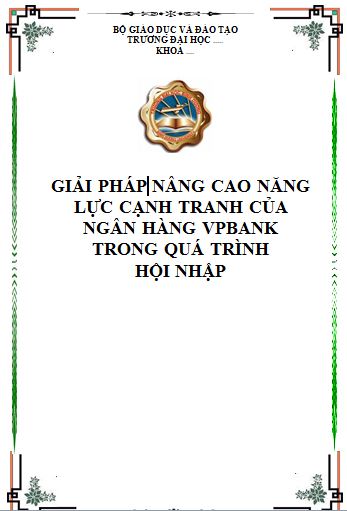 BỘ GIÁO DỤC VÀ ĐÀO TẠO
TRƯỜNG ĐẠI HỌC .....
KHOA ....
GIẢI PHÁP NÂNG CAO NĂNG
LỰC CẠNH TRANH CỦA
NGÂN HÀNG VPBANK
TRONG QUÁ TRÌNH
HỘI NHẬP